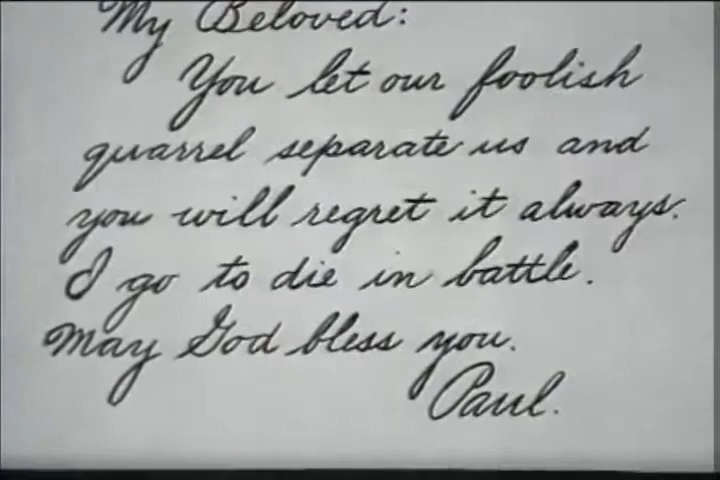 My Beloved:
You let our foolish
quarrel separate us and
you will regret it always.
I go to die in battle.
May God bless you.
Paul.